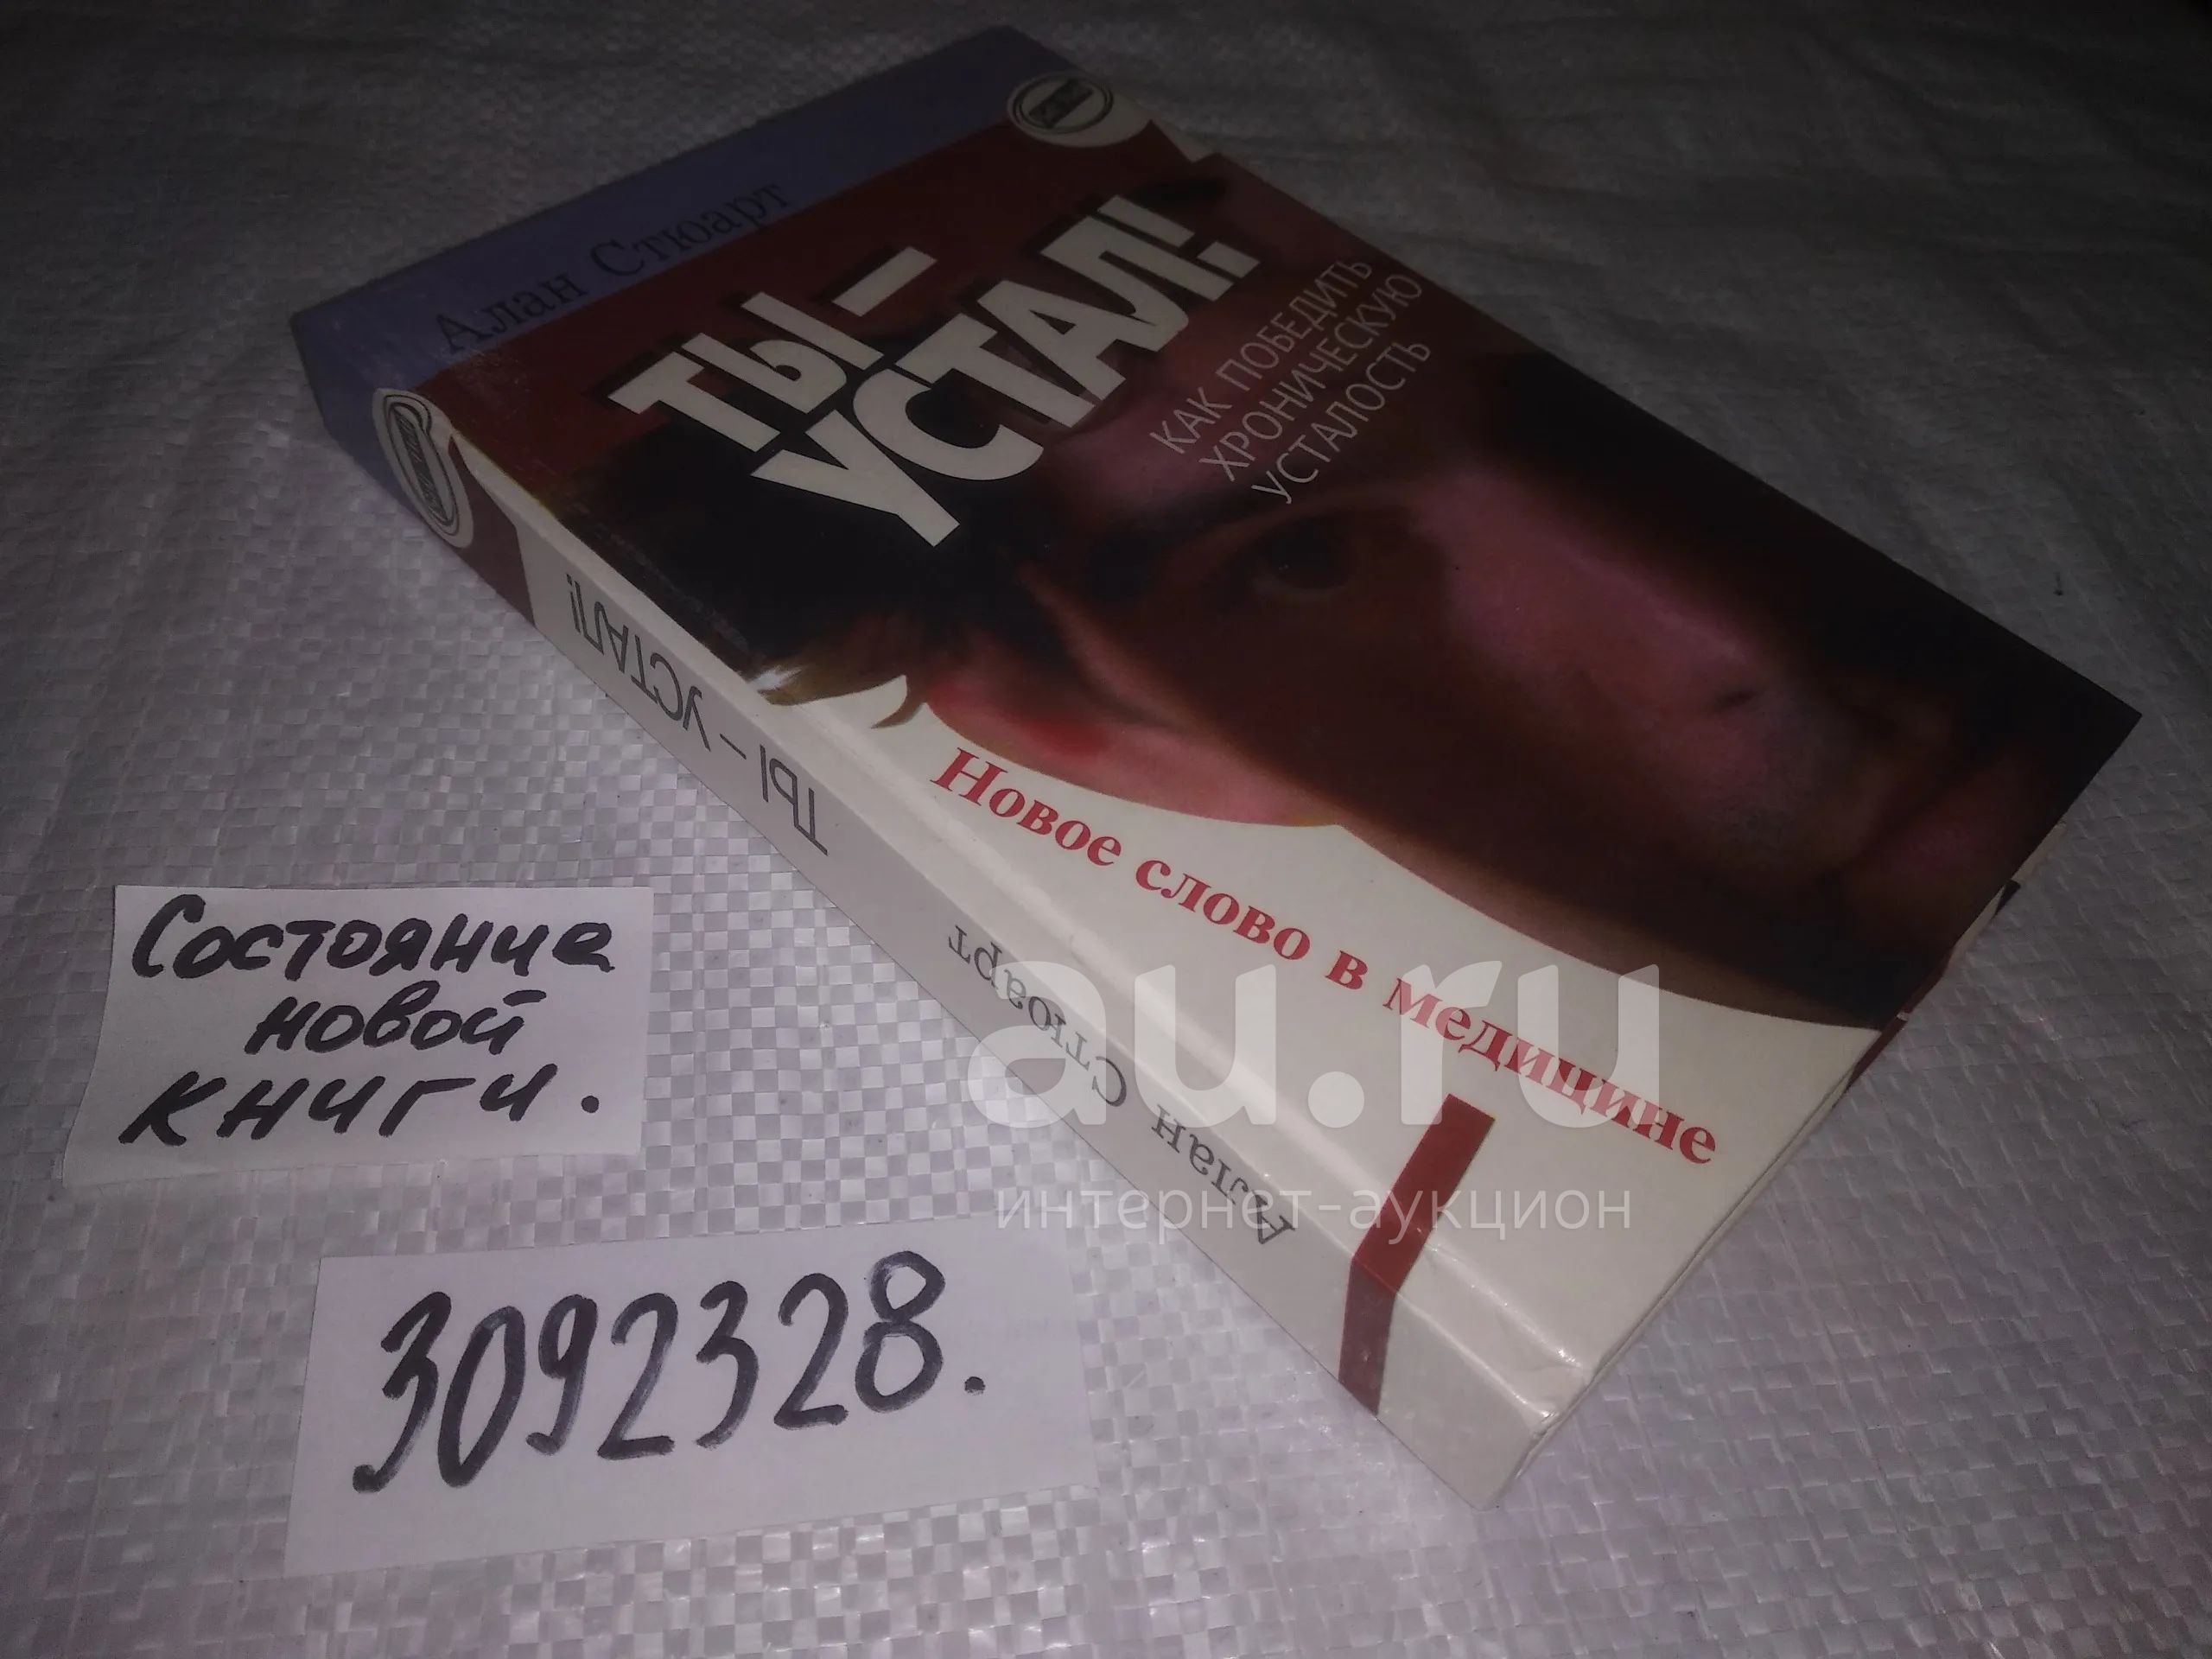 Алан Стюарт
ТЫ –
УСТАЛ!
КАК ПОБЕДИТЬ
ХРОНИЧЕСКУЮ
УСТАЛОСТЬ
Новое слово в медицине
Алан Стюарт ТЫ – УСТАЛ!
Состояние
новой
книги.
3092328.
au.ru
интернет-аукцион